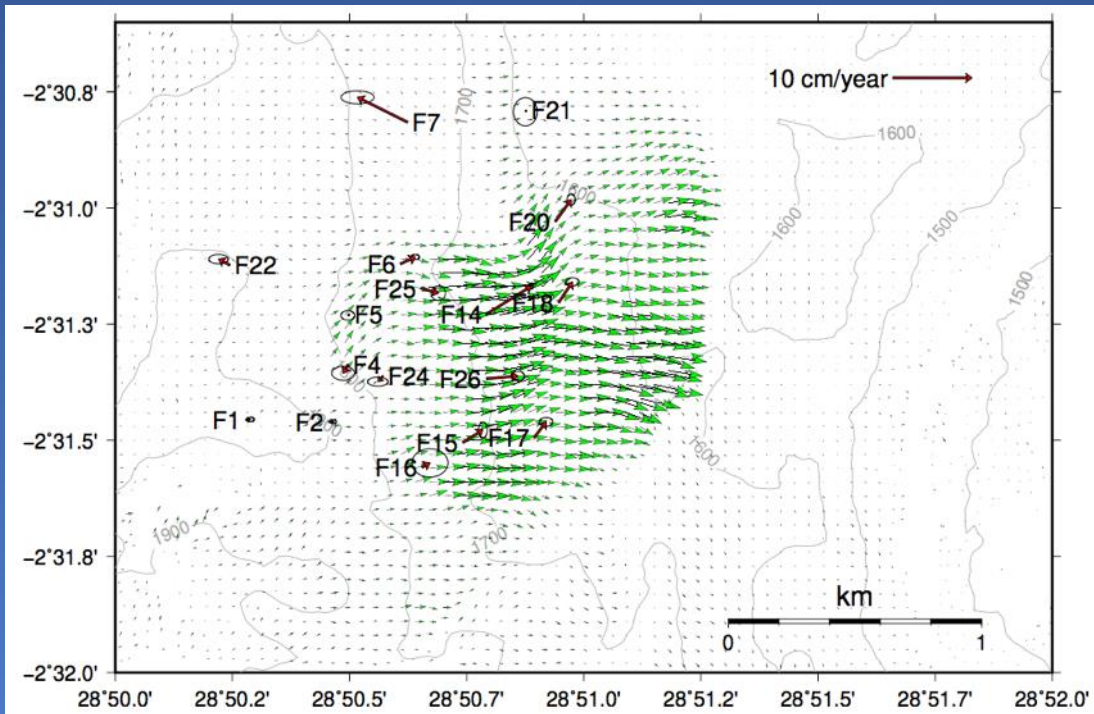 10 cm/year
F7
F21
F20
F22
F6
F25
F5
F14
F18
F4
F24
F26
F1
F2
F15
F17
F16
1700
1600
1600
1500
1500
1600
1900
1700
km
0 1
−2˚30.8'
−2˚31.0'
−2˚31.3'
−2˚31.5'
−2˚31.8'
−2˚32.0'
28˚50.0' 28˚50.2' 28˚50.5' 28˚50.7' 28˚51.0' 28˚51.2' 28˚51.5' 28˚51.7' 28˚52.0'